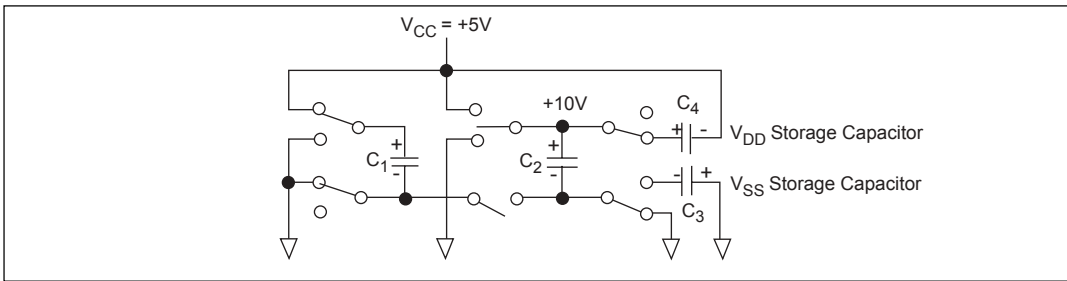 V_CC = +5V
+10V
C_4
+ -
V_DD Storage Capacitor
+
C_1
-
+
C_2
-
- +
V_SS Storage Capacitor
C_3